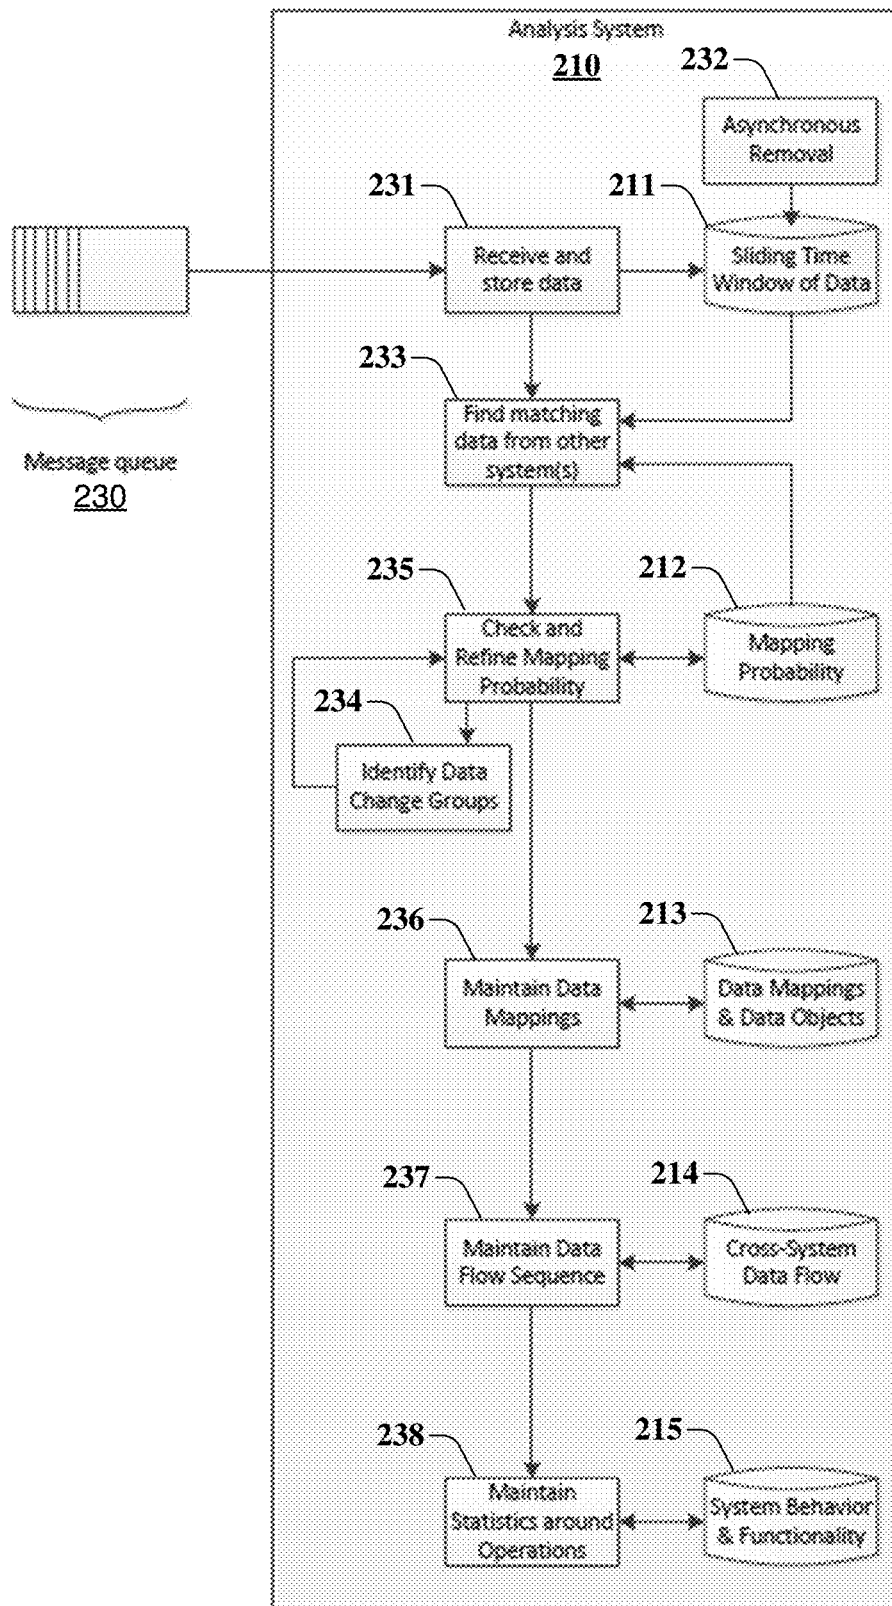 Analysis System
210
232
Asynchronous
Removal
231
211
Receive and
store data
Sliding Time
Window of Data
233
Find matching
data from other
system(s)
Message queue
230
235
212
Check and
Refine Mapping
Probability
Mapping
Probability
234
Identify Data
Change Groups
236
213
Maintain Data
Mappings
Data Mappings
& Data Objects
237
214
Maintain Data
Flow Sequence
Cross-System
Data Flow
238
215
Maintain
Statistics around
Operations
System Behavior
& Functionality